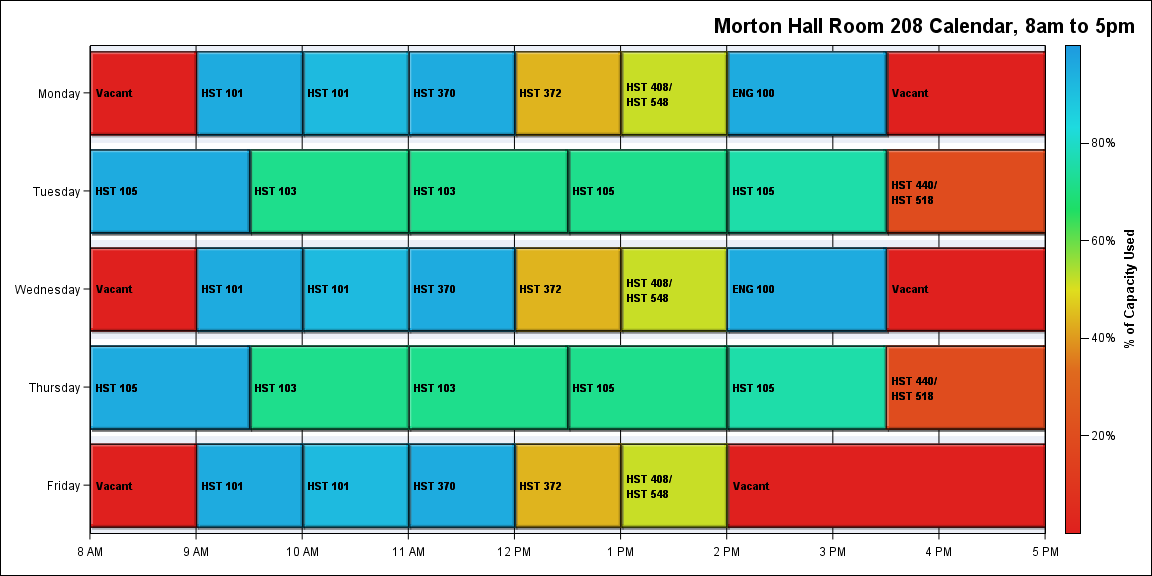 Morton Hall Room 208 Calendar, 8am to 5pm
Monday
Vacant
HST 101
HST 101
HST 370
HST 372
HST 408/
HST 548
ENG 100
Vacant
Tuesday
HST 105
HST 103
HST 103
HST 105
HST 105
HST 440/
HST 518
Wednesday
Vacant
HST 101
HST 101
HST 370
HST 372
HST 408/
HST 548
ENG 100
Vacant
Thursday
HST 105
HST 103
HST 103
HST 105
HST 105
HST 440/
HST 518
Friday
Vacant
HST 101
HST 101
HST 370
HST 372
HST 408/
HST 548
Vacant
8 AM
9 AM
10 AM
11 AM
12 PM
1 PM
2 PM
3 PM
4 PM
5 PM
80%
60%
40%
20%
% of Capacity Used